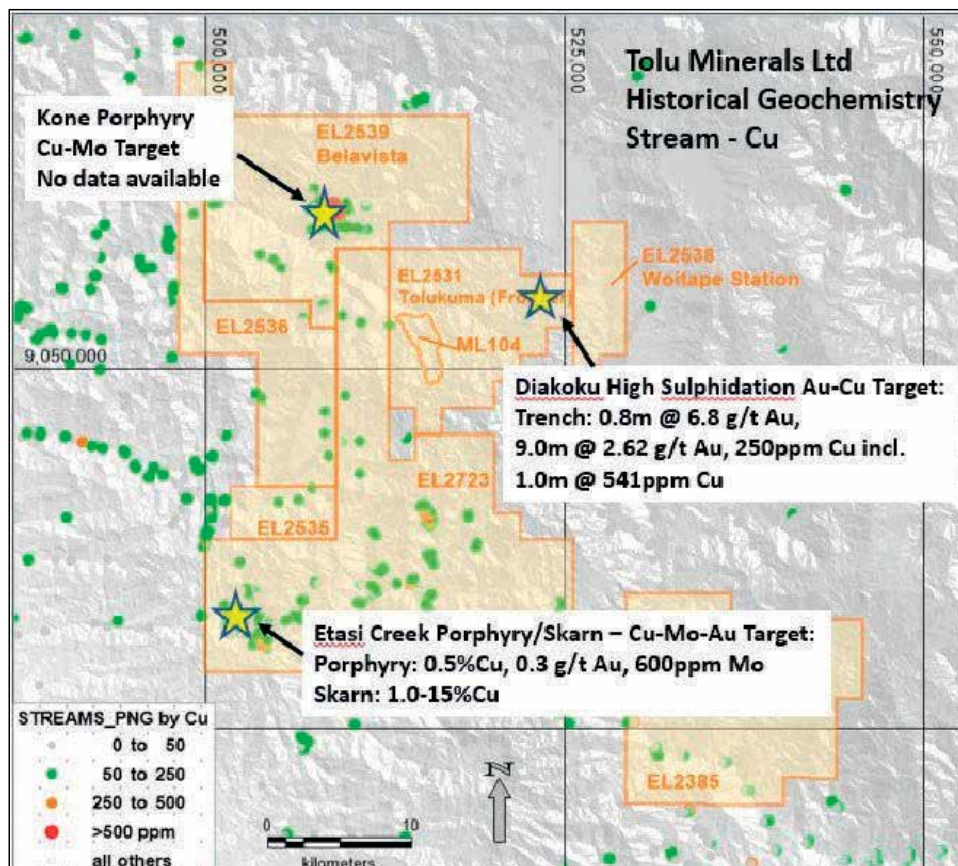 500,000
525,000
550,000
Tolu Minerals Ltd
Historical Geochemistry
Stream - Cu
Kone Porphyry
Cu-Mo Target
No data available
EL2539
Belavista
EL2538
Woitape Station
EL2531
Tolukuma
EL2536
ML104
9,050,000
Diakoku High Sulphidation Au-Cu Target:
Trench: 0.8m @ 6.8 g/t Au,
9.0m @ 2.62 g/t Au, 250ppm Cu incl.
1.0m @ 541ppm Cu
EL2723
EL2535
Etasi Creek Porphyry/Skarn – Cu-Mo-Au Target:
Porphyry: 0.5%Cu, 0.3 g/t Au, 600ppm Mo
Skarn: 1.0-15%Cu
STREAMS_PNG by Cu
0 to 50
50 to 250
250 to 500
>500 ppm
all others
EL2385
N
0 10
kilometers